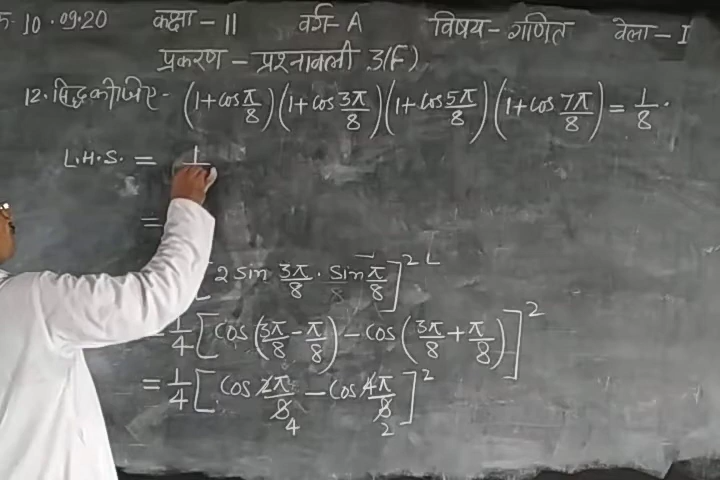 10.09.20 कक्षा - 11 वर्ग - A विषय - गणित वेला - I
प्रकरण - प्रश्नावली 3(F)
12. सिद्ध कीजिए - (1+cos π/8)(1+cos 3π/8)(1+cos 5π/8)(1+cos 7π/8) = 1/8.
L.H.S. = 1
=
[2 sin 3π/8 · sin π/8]²
= 1/4 [cos(3π/8 - π/8) - cos(3π/8 + π/8)]²
= 1/4 [cos 2π/8 4 - cos 4π/8 2]²